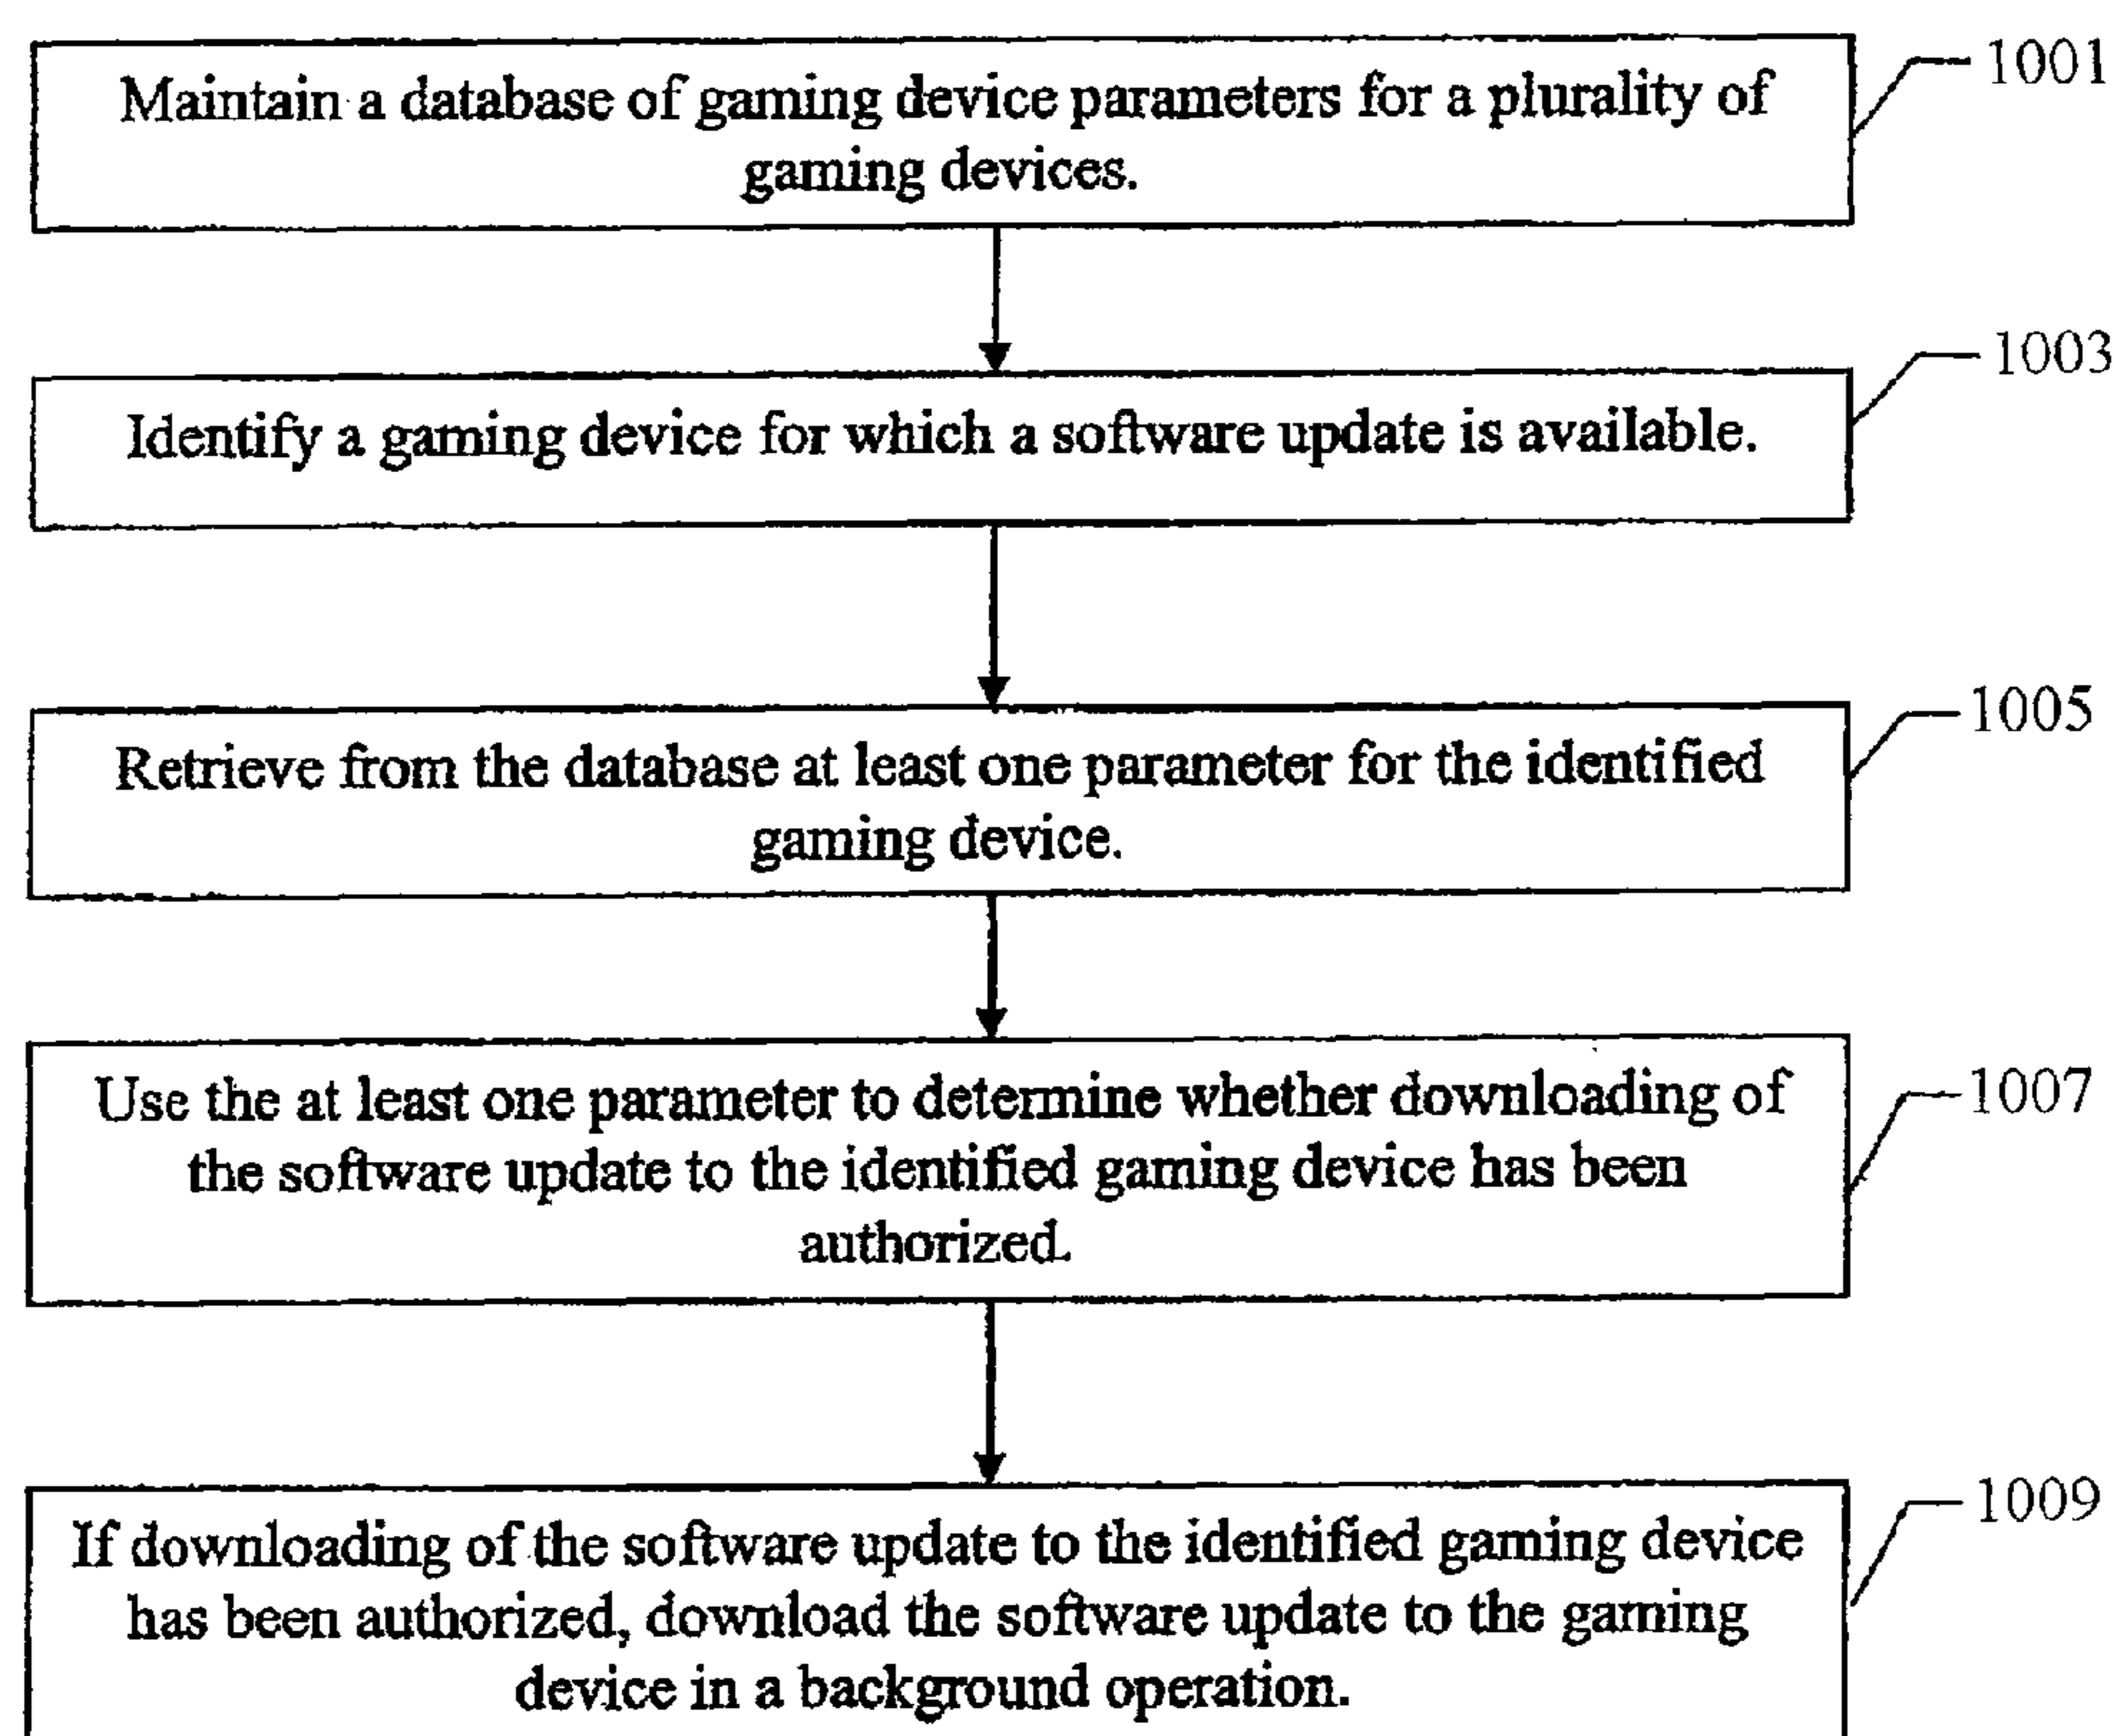 Maintain a database of gaming device parameters for a plurality of
gaming devices.
1001
Identify a gaming device for which a software update is available.
1003
Retrieve from the database at least one parameter for the identified
gaming device.
1005
Use the at least one parameter to determine whether downloading of
the software update to the identified gaming device has been
authorized.
1007
If downloading of the software update to the identified gaming device
has been authorized, download the software update to the gaming
device in a background operation.
1009